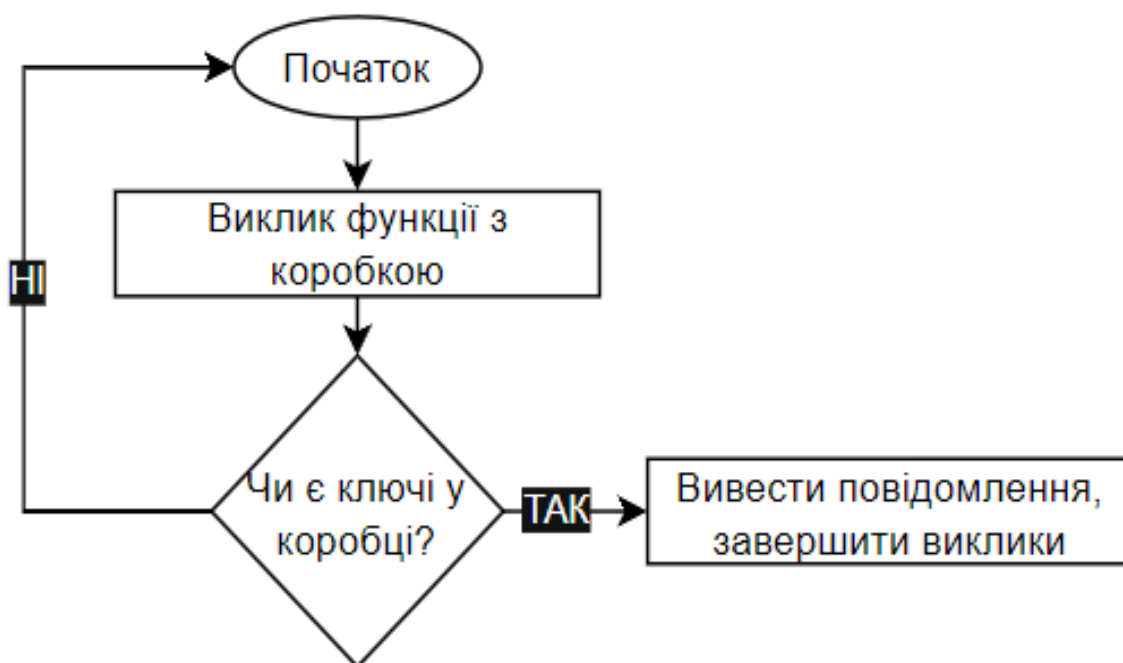 Початок
Виклик функції з
коробкою
НІ
Чи є ключі у
коробці?
ТАК
Вивести повідомлення,
завершити виклики